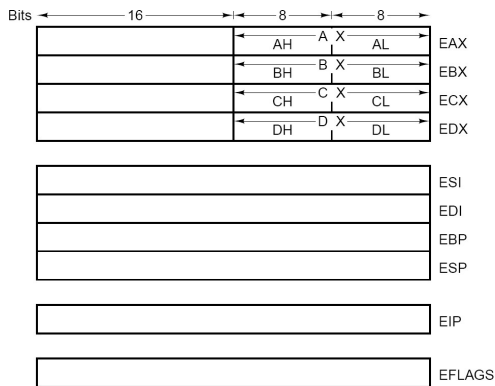 Bits 16 8 8
A X
AH AL EAX
B X
BH BL EBX
C X
CH CL ECX
D X
DH DL EDX
ESI
EDI
EBP
ESP
EIP
EFLAGS